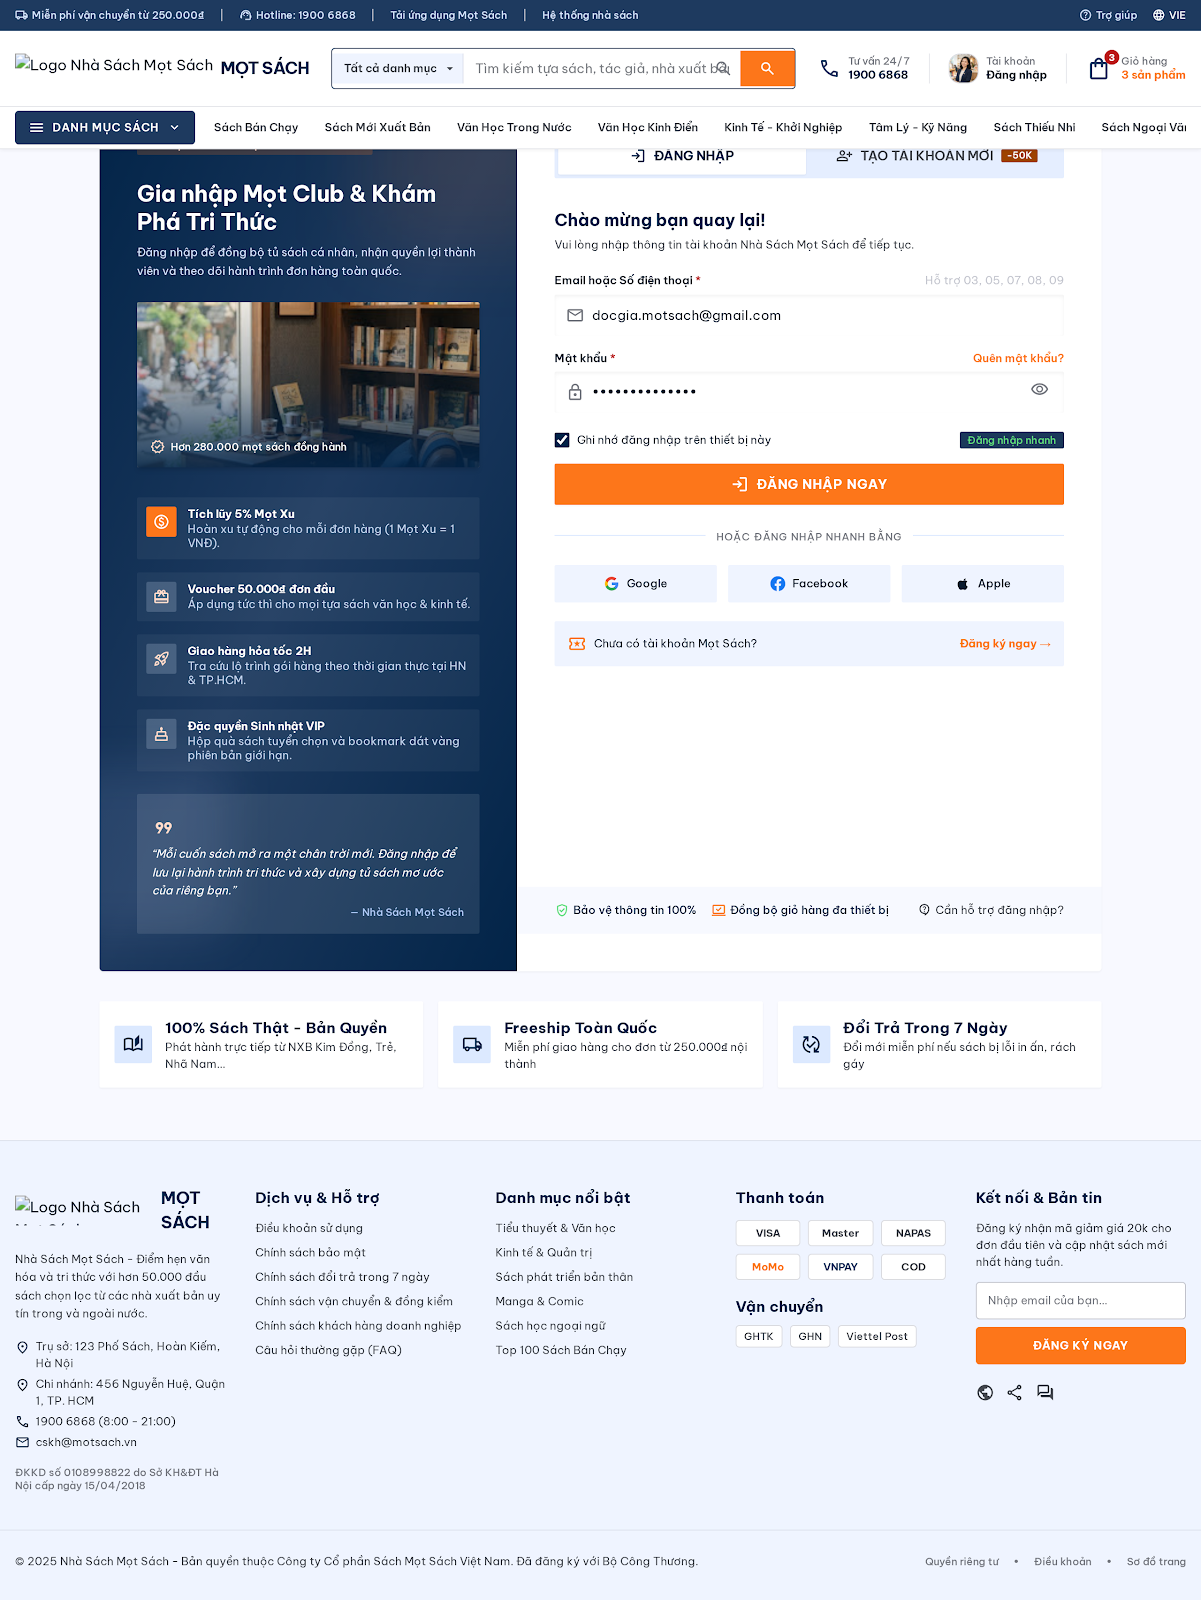 Miễn phí vận chuyển từ 250.000₫ | Hotline: 1900 6868 | Tải ứng dụng Mọt Sách | Hệ thống nhà sách
Trợ giúp VIE
Logo Nhà Sách Mọt Sách MỌT SÁCH
Tất cả danh mục
Tìm kiếm tựa sách, tác giả, nhà xuất bả
Tư vấn 24/7
1900 6868
Tài khoản
Đăng nhập
3
Giỏ hàng
3 sản phẩm
DANH MỤC SÁCH
Sách Bán Chạy
Sách Mới Xuất Bản
Văn Học Trong Nước
Văn Học Kinh Điển
Kinh Tế - Khởi Nghiệp
Tâm Lý - Kỹ Năng
Sách Thiếu Nhi
Sách Ngoại Văn
Gia nhập Mọt Club & Khám
Phá Tri Thức
Đăng nhập để đồng bộ tủ sách cá nhân, nhận quyền lợi thành
viên và theo dõi hành trình đơn hàng toàn quốc.
Hơn 280.000 mọt sách đồng hành
Tích lũy 5% Mọt Xu
Hoàn xu tự động cho mỗi đơn hàng (1 Mọt Xu = 1
VNĐ).
Voucher 50.000₫ đơn đầu
Áp dụng tức thì cho mọi tựa sách văn học & kinh tế.
Giao hàng hỏa tốc 2H
Tra cứu lộ trình gói hàng theo thời gian thực tại HN
& TP.HCM.
Đặc quyền Sinh nhật VIP
Hộp quà sách tuyển chọn và bookmark dát vàng
phiên bản giới hạn.
“Mỗi cuốn sách mở ra một chân trời mới. Đăng nhập để
lưu lại hành trình tri thức và xây dựng tủ sách mơ ước
của riêng bạn.”
— Nhà Sách Mọt Sách
ĐĂNG NHẬP
TẠO TÀI KHOẢN MỚI -50K
Chào mừng bạn quay lại!
Vui lòng nhập thông tin tài khoản Nhà Sách Mọt Sách để tiếp tục.
Email hoặc Số điện thoại * Hỗ trợ 03, 05, 07, 08, 09
docgia.motsach@gmail.com
Mật khẩu * Quên mật khẩu?
••••••••••••••
Ghi nhớ đăng nhập trên thiết bị này Đăng nhập nhanh
ĐĂNG NHẬP NGAY
HOẶC ĐĂNG NHẬP NHANH BẰNG
Google Facebook Apple
Chưa có tài khoản Mọt Sách? Đăng ký ngay →
Bảo vệ thông tin 100% Đồng bộ giỏ hàng đa thiết bị Cần hỗ trợ đăng nhập?
100% Sách Thật - Bản Quyền
Phát hành trực tiếp từ NXB Kim Đồng, Trẻ,
Nhã Nam...
Freeship Toàn Quốc
Miễn phí giao hàng cho đơn từ 250.000₫ nội
thành
Đổi Trả Trong 7 Ngày
Đổi mới miễn phí nếu sách bị lỗi in ấn, rách
gáy
Logo Nhà Sách
MỌT
SÁCH
Nhà Sách Mọt Sách - Điểm hẹn văn
hóa và tri thức với hơn 50.000 đầu
sách chọn lọc từ các nhà xuất bản uy
tín trong và ngoài nước.
Trụ sở: 123 Phố Sách, Hoàn Kiếm,
Hà Nội
Chi nhánh: 456 Nguyễn Huệ, Quận
1, TP. HCM
1900 6868 (8:00 - 21:00)
cskh@motsach.vn
ĐKKD số 0108998822 do Sở KH&ĐT Hà
Nội cấp ngày 15/04/2018
Dịch vụ & Hỗ trợ
Điều khoản sử dụng
Chính sách bảo mật
Chính sách đổi trả trong 7 ngày
Chính sách vận chuyển & đồng kiểm
Chính sách khách hàng doanh nghiệp
Câu hỏi thường gặp (FAQ)
Danh mục nổi bật
Tiểu thuyết & Văn học
Kinh tế & Quản trị
Sách phát triển bản thân
Manga & Comic
Sách học ngoại ngữ
Top 100 Sách Bán Chạy
Thanh toán
VISA Master NAPAS
MoMo VNPAY COD
Vận chuyển
GHTK GHN Viettel Post
Kết nối & Bản tin
Đăng ký nhận mã giảm giá 20k cho
đơn đầu tiên và cập nhật sách mới
nhất hàng tuần.
Nhập email của bạn...
ĐĂNG KÝ NGAY
© 2025 Nhà Sách Mọt Sách - Bản quyền thuộc Công ty Cổ phần Sách Mọt Sách Việt Nam. Đã đăng ký với Bộ Công Thương.
Quyền riêng tư • Điều khoản • Sơ đồ trang